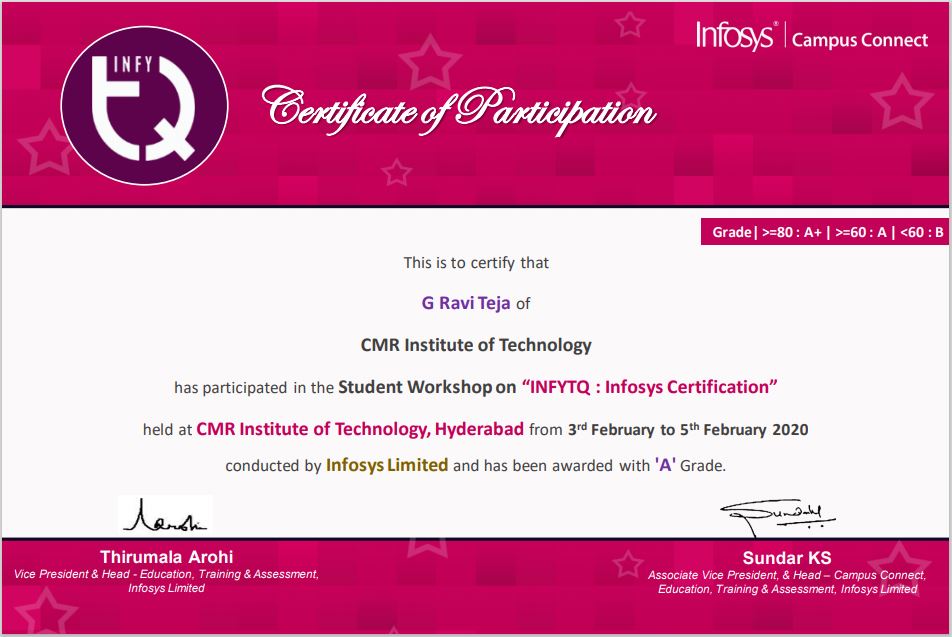 INFY
TQ
Infosys® | Campus Connect
Certificate of Participation
Grade| >=80 : A+ | >=60 : A | <60 : B
This is to certify that
G Ravi Teja of
CMR Institute of Technology
has participated in the Student Workshop on “INFYTQ : Infosys Certification”
held at CMR Institute of Technology, Hyderabad from 3rd February to 5th February 2020
conducted by Infosys Limited and has been awarded with 'A' Grade.
Thirumala Arohi
Vice President & Head - Education, Training & Assessment,
Infosys Limited
Sundar KS
Associate Vice President, & Head – Campus Connect,
Education, Training & Assessment, Infosys Limited